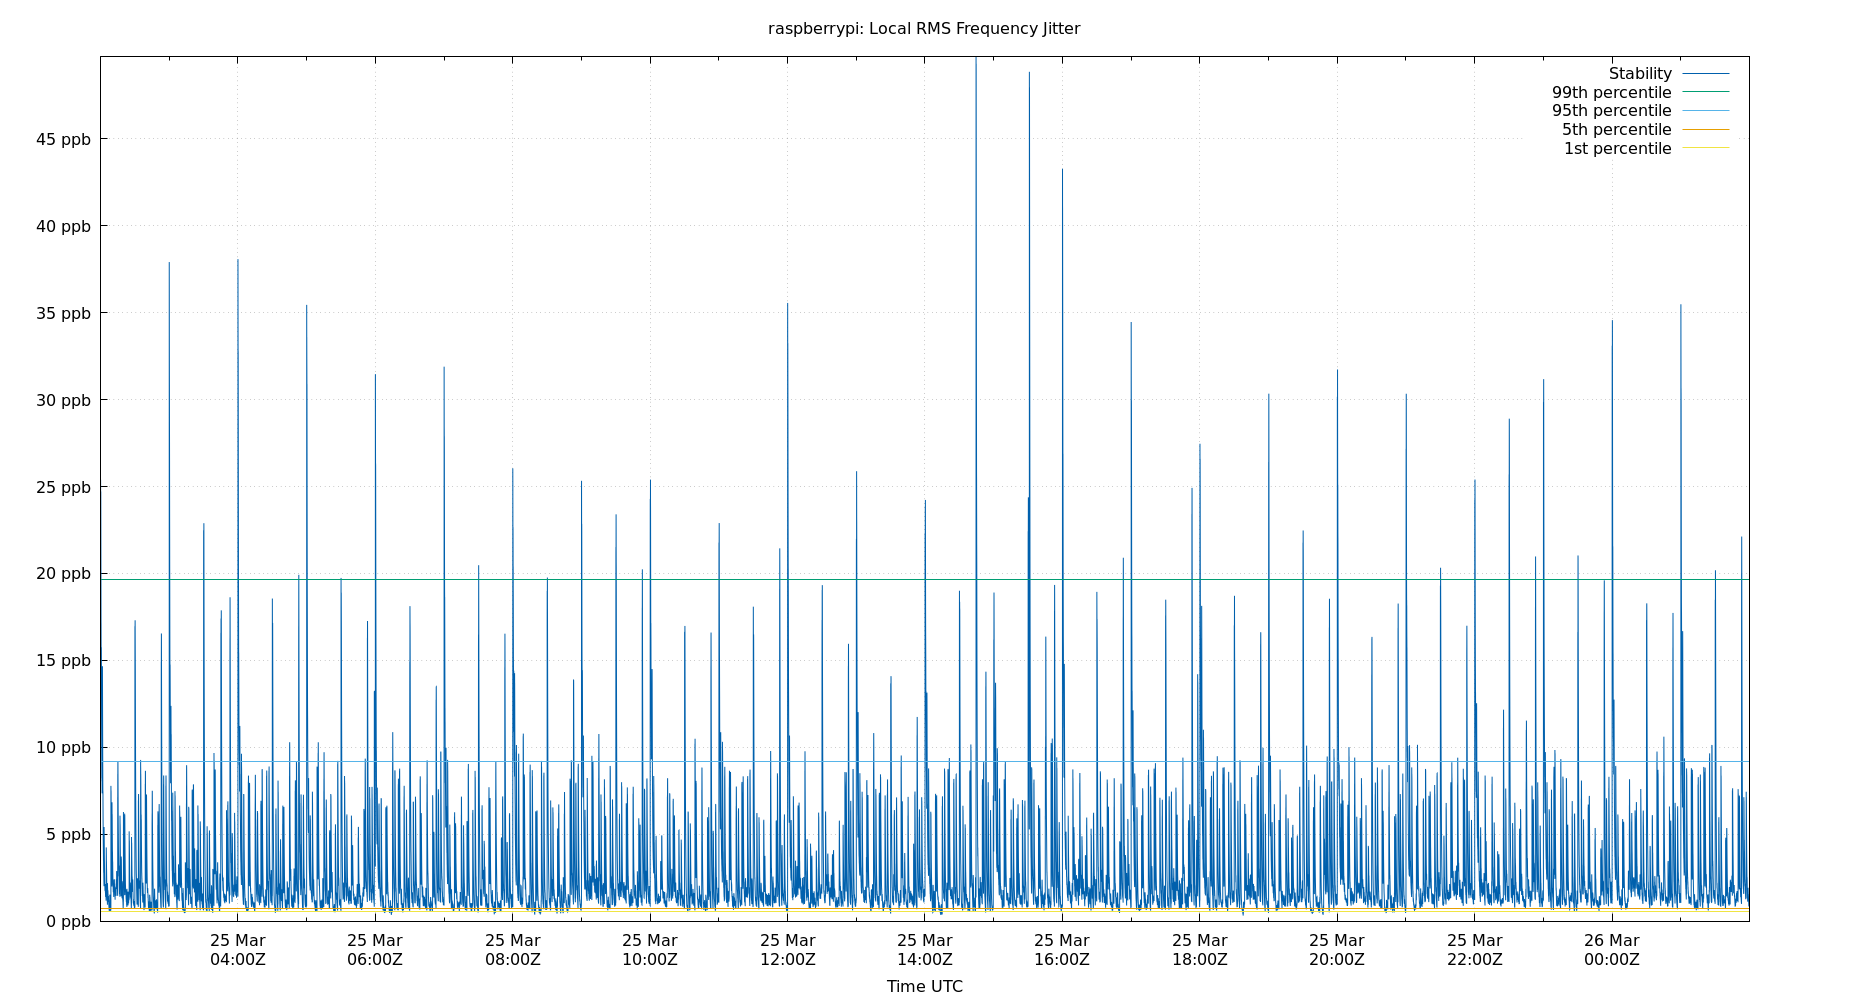 raspberrypi: Local RMS Frequency Jitter
Stability
99th percentile
95th percentile
5th percentile
1st percentile
45 ppb
40 ppb
35 ppb
30 ppb
25 ppb
20 ppb
15 ppb
10 ppb
5 ppb
0 ppb
25 Mar 25 Mar 25 Mar 25 Mar 25 Mar 25 Mar 25 Mar 25 Mar 25 Mar 25 Mar 26 Mar
04:00Z 06:00Z 08:00Z 10:00Z 12:00Z 14:00Z 16:00Z 18:00Z 20:00Z 22:00Z 00:00Z
Time UTC